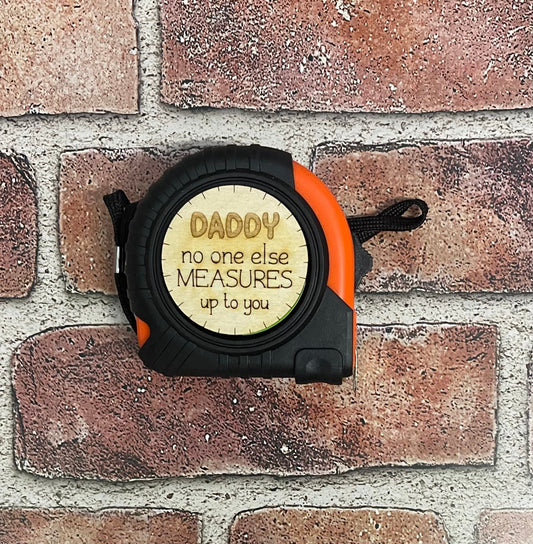 DADDY
no one else
MEASURES
up to you